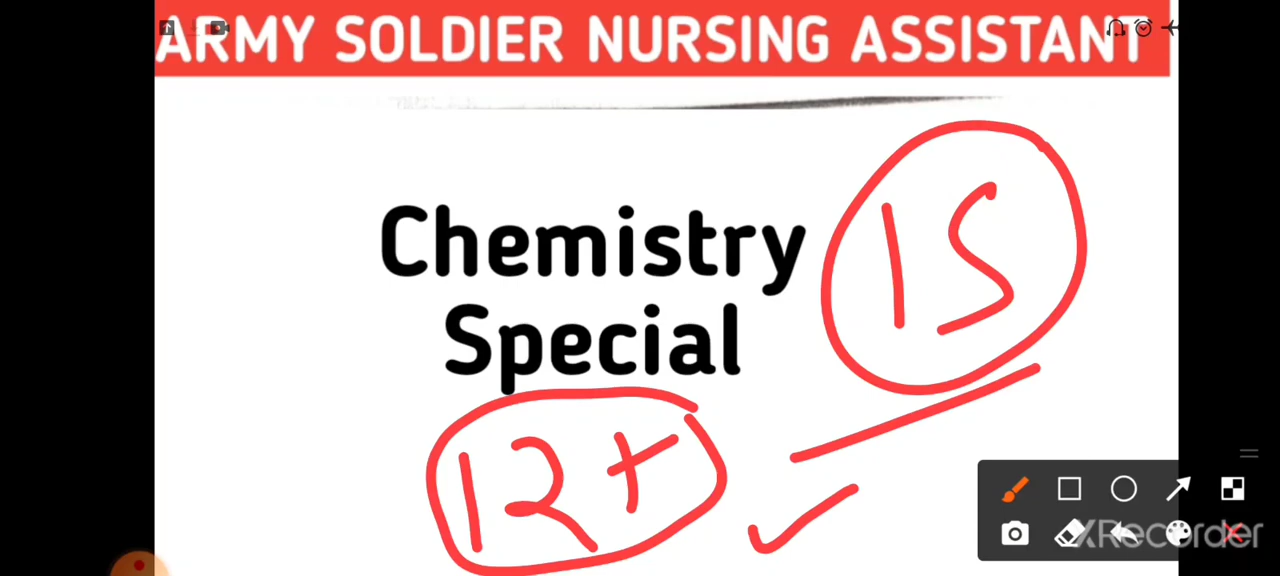 ARMY SOLDIER NURSING ASSISTANT
Chemistry
15
Special
12+
XRecorder